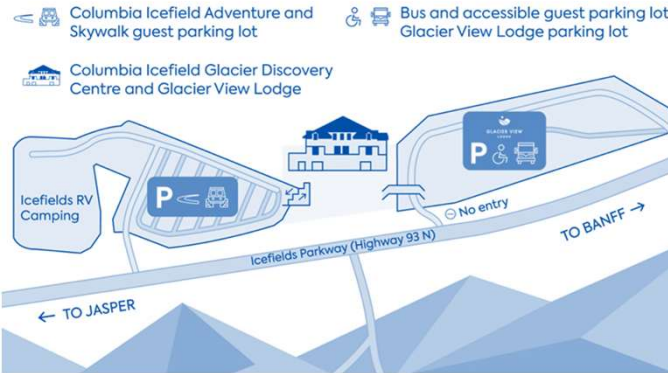 Columbia Icefield Adventure and
Skywalk guest parking lot
Bus and accessible guest parking lot
Glacier View Lodge parking lot
Columbia Icefield Glacier Discovery
Centre and Glacier View Lodge
GLACIER VIEW
LODGE
P
P
Icefields RV
Camping
No entry
TO BANFF →
Icefields Parkway (Highway 93 N)
← TO JASPER